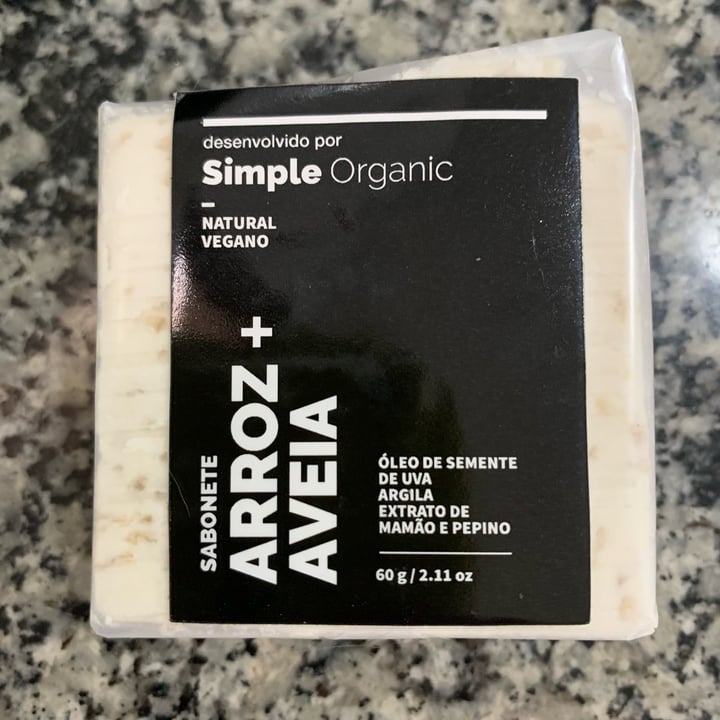 desenvolvido por
Simple Organic
NATURAL
VEGANO
SABONETE
ARROZ +
AVEIA
ÓLEO DE SEMENTE
DE UVA
ARGILA
EXTRATO DE
MAMÃO E PEPINO
60 g / 2.11 oz